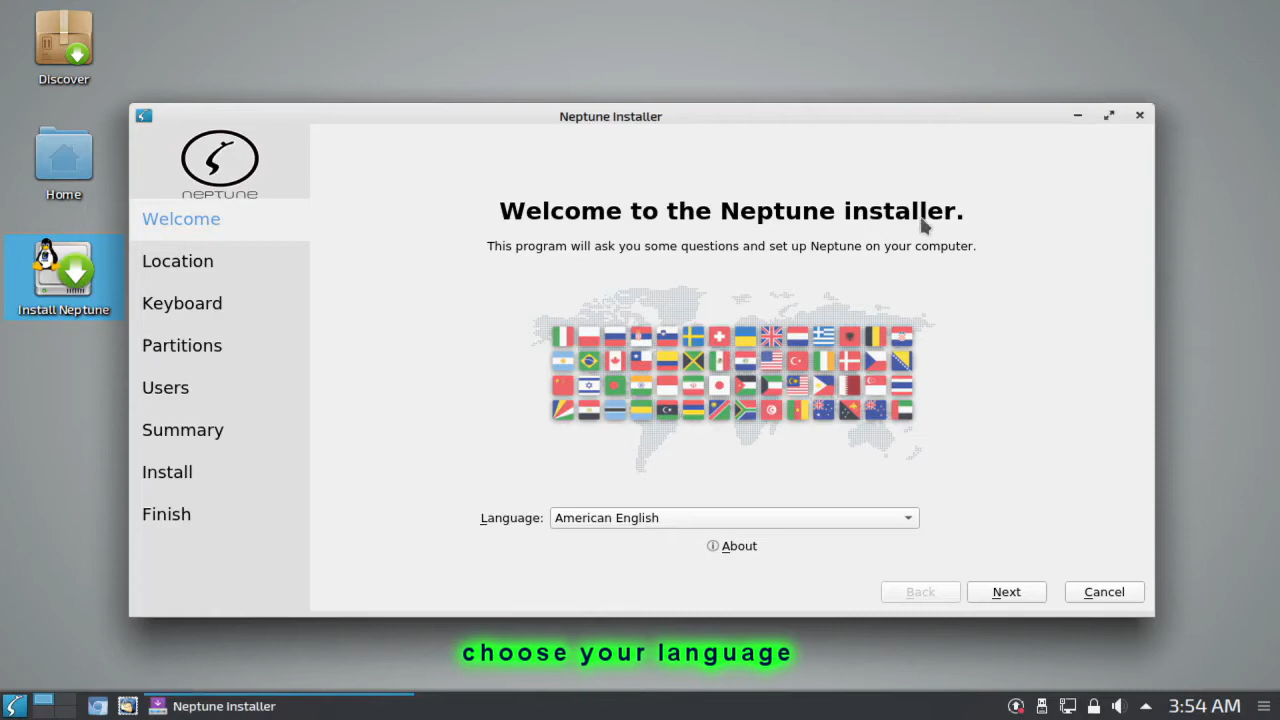 Discover
Home
Install Neptune
Neptune Installer
NEPTUNE
Welcome
Location
Keyboard
Partitions
Users
Summary
Install
Finish
Welcome to the Neptune installer.
This program will ask you some questions and set up Neptune on your computer.
Language: American English
About
Back Next Cancel
choose your language
Neptune Installer 3:54 AM